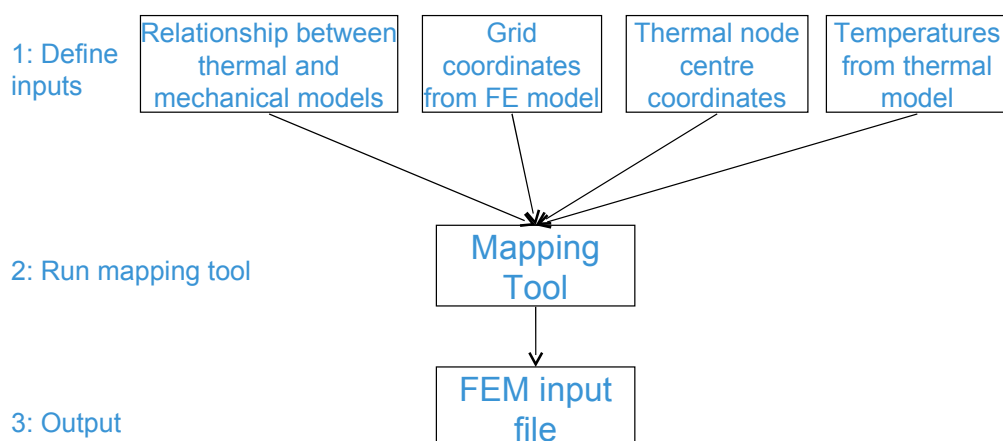 1: Define
inputs
Relationship between
thermal and
mechanical models
Grid
coordinates
from FE model
Thermal node
centre
coordinates
Temperatures
from thermal
model
2: Run mapping tool
Mapping
Tool
3: Output
FEM input
file